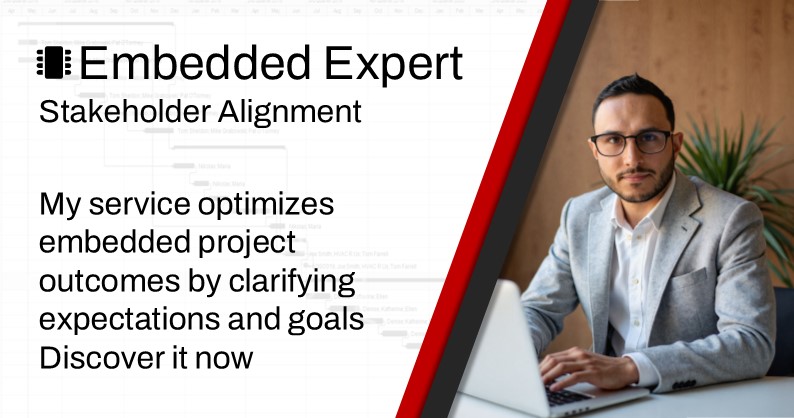 Embedded Expert
Stakeholder Alignment
My service optimizes
embedded project
outcomes by clarifying
expectations and goals
Discover it now